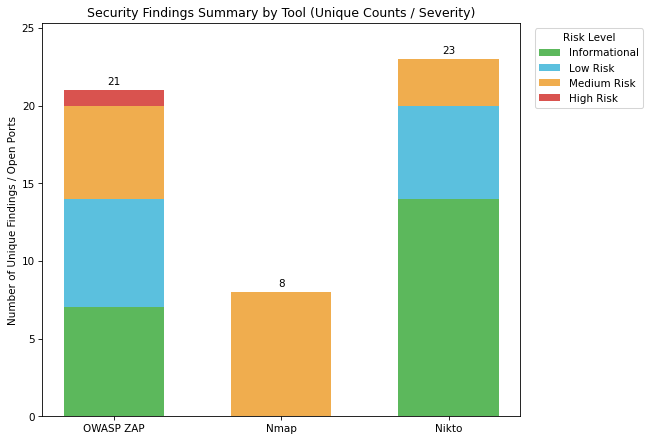 Security Findings Summary by Tool (Unique Counts / Severity)
Number of Unique Findings / Open Ports
25
20
15
10
5
0
21
8
23
OWASP ZAP
Nmap
Nikto
Risk Level
Informational
Low Risk
Medium Risk
High Risk